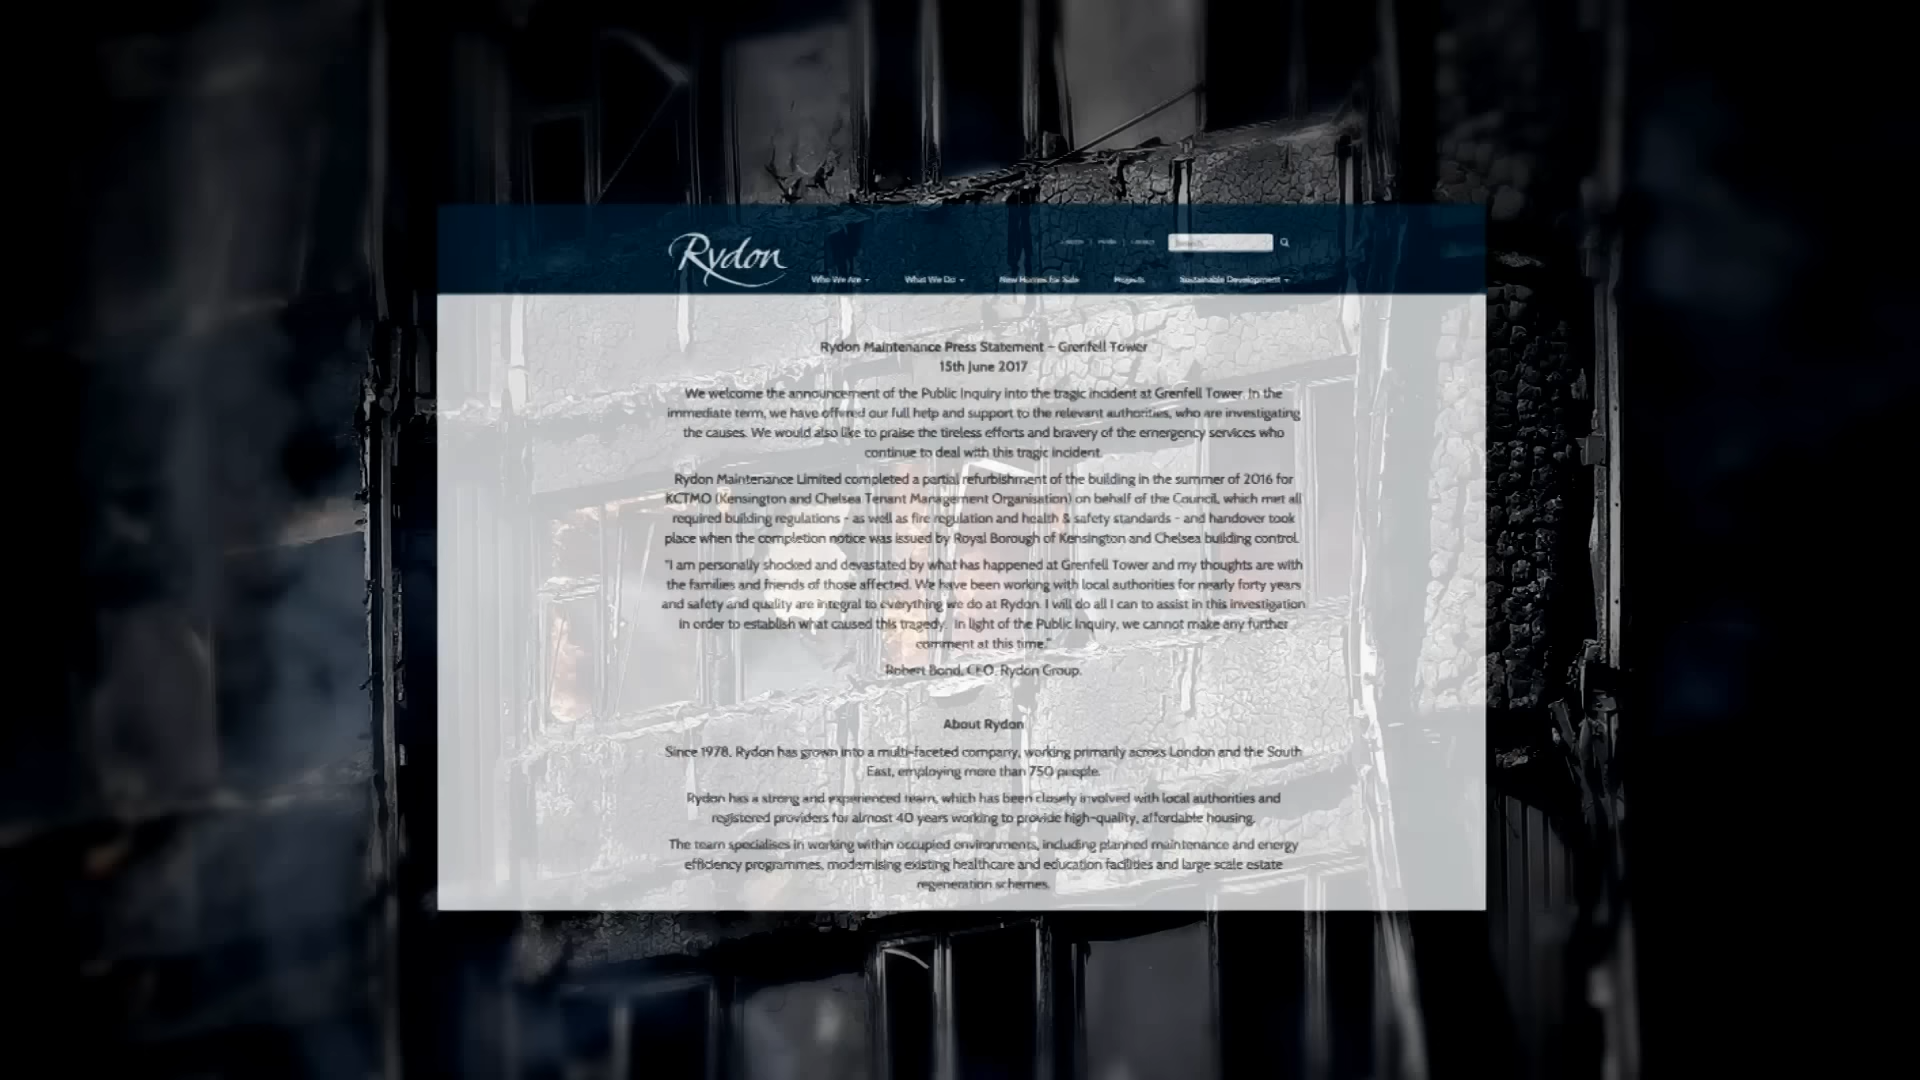 Rydon
Who We Are
What We Do
New Homes for Sale
Projects
Sustainable Development
Rydon Maintenance Press Statement – Grenfell Tower
15th June 2017
We welcome the announcement of the Public Inquiry into the tragic incident at Grenfell Tower. In the
immediate term, we have offered our full help and support to the relevant authorities, who are investigating
the causes. We would also like to praise the tireless efforts and bravery of the emergency services who
continue to deal with this tragic incident.
Rydon Maintenance Limited completed a partial refurbishment of the building in the summer of 2016 for
KCTMO (Kensington and Chelsea Tenant Management Organisation) on behalf of the Council, which met all
required building regulations - as well as fire regulation and health & safety standards - and handover took
place when the completion notice was issued by Royal Borough of Kensington and Chelsea building control.
"I am personally shocked and devastated by what has happened at Grenfell Tower and my thoughts are with
the families and friends of those affected. We have been working with local authorities for nearly forty years
and safety and quality are integral to everything we do at Rydon. I will do all I can to assist in this investigation
in order to establish what caused this tragedy. In light of the Public Inquiry, we cannot make any further
comment at this time."
Robert Bond, CEO, Rydon Group.
About Rydon
Since 1978, Rydon has grown into a multi-faceted company, working primarily across London and the South
East, employing more than 750 people.
Rydon has a strong and experienced team, which has been closely involved with local authorities and
registered providers for almost 40 years working to provide high-quality, affordable housing.
The team specialises in working within occupied environments, including planned maintenance and energy
efficiency programmes, modernising existing healthcare and education facilities and large scale estate
regeneration schemes.